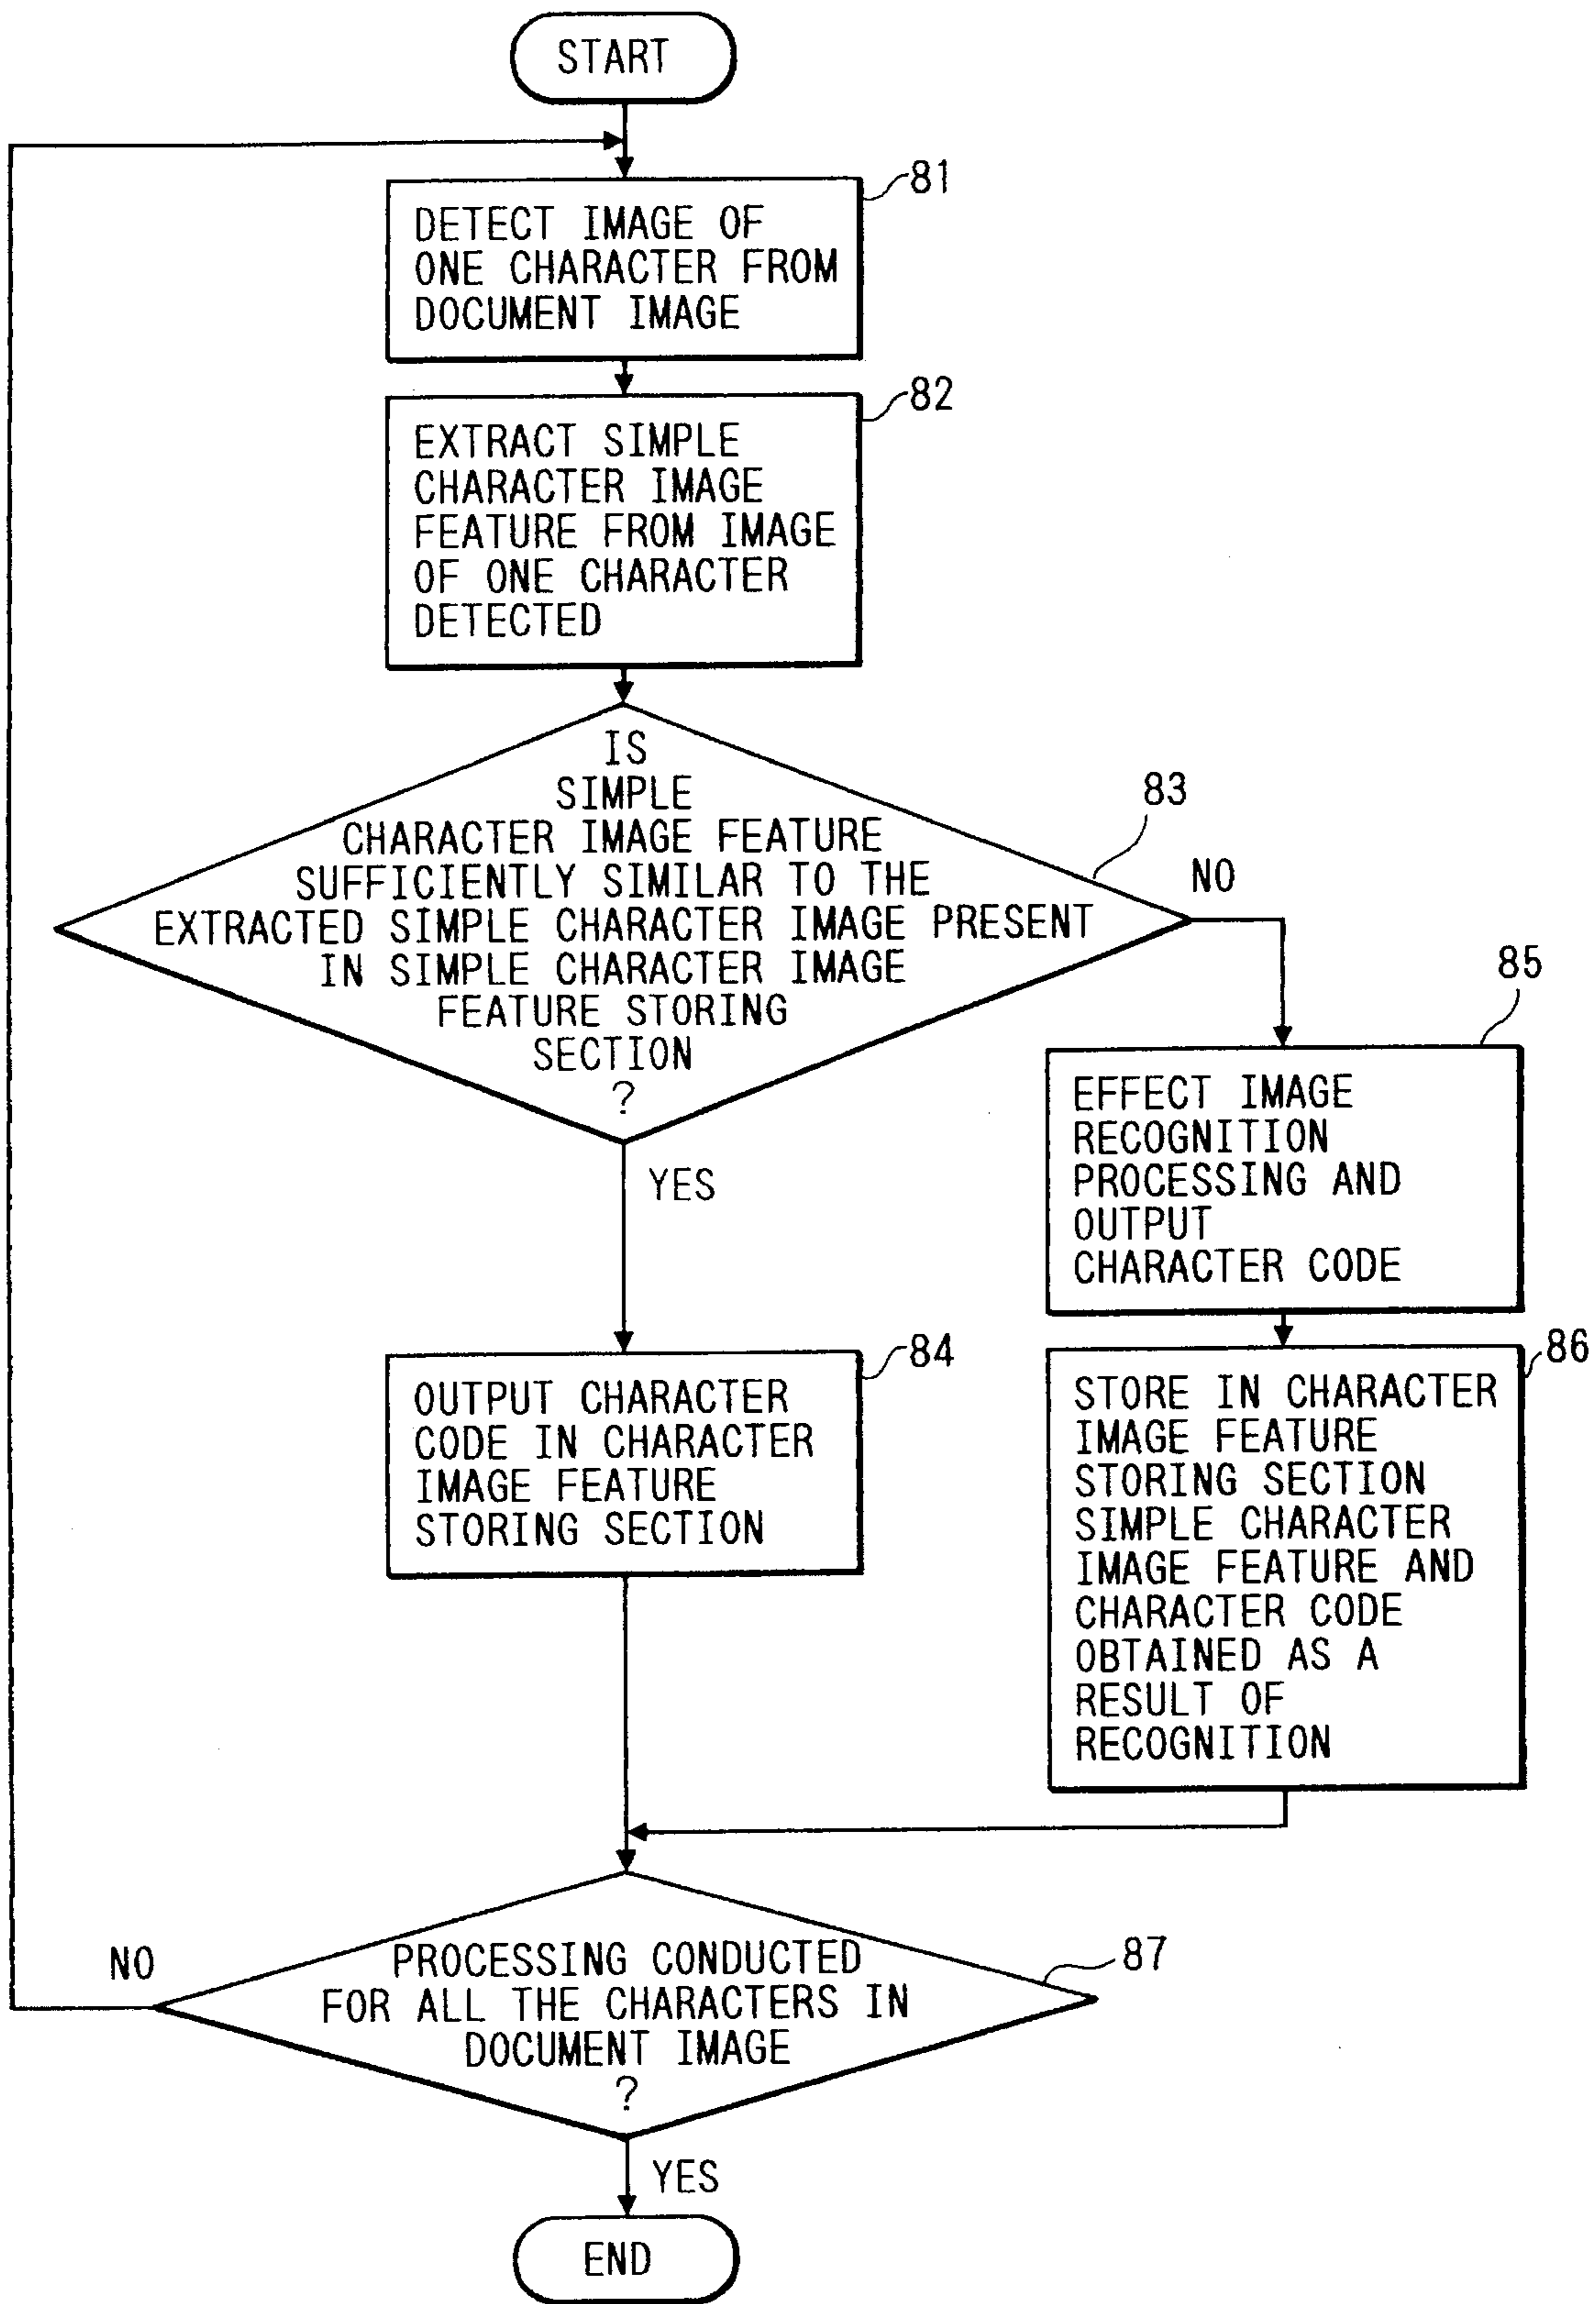 START
81
DETECT IMAGE OF
ONE CHARACTER FROM
DOCUMENT IMAGE
82
EXTRACT SIMPLE
CHARACTER IMAGE
FEATURE FROM IMAGE
OF ONE CHARACTER
DETECTED
IS
SIMPLE
CHARACTER IMAGE FEATURE
SUFFICIENTLY SIMILAR TO THE
EXTRACTED SIMPLE CHARACTER IMAGE PRESENT
IN SIMPLE CHARACTER IMAGE
FEATURE STORING
SECTION
?
83
NO
YES
85
EFFECT IMAGE
RECOGNITION
PROCESSING AND
OUTPUT
CHARACTER CODE
84
OUTPUT CHARACTER
CODE IN CHARACTER
IMAGE FEATURE
STORING SECTION
86
STORE IN CHARACTER
IMAGE FEATURE
STORING SECTION
SIMPLE CHARACTER
IMAGE FEATURE AND
CHARACTER CODE
OBTAINED AS A
RESULT OF
RECOGNITION
NO
PROCESSING CONDUCTED
FOR ALL THE CHARACTERS IN
DOCUMENT IMAGE
?
87
YES
END